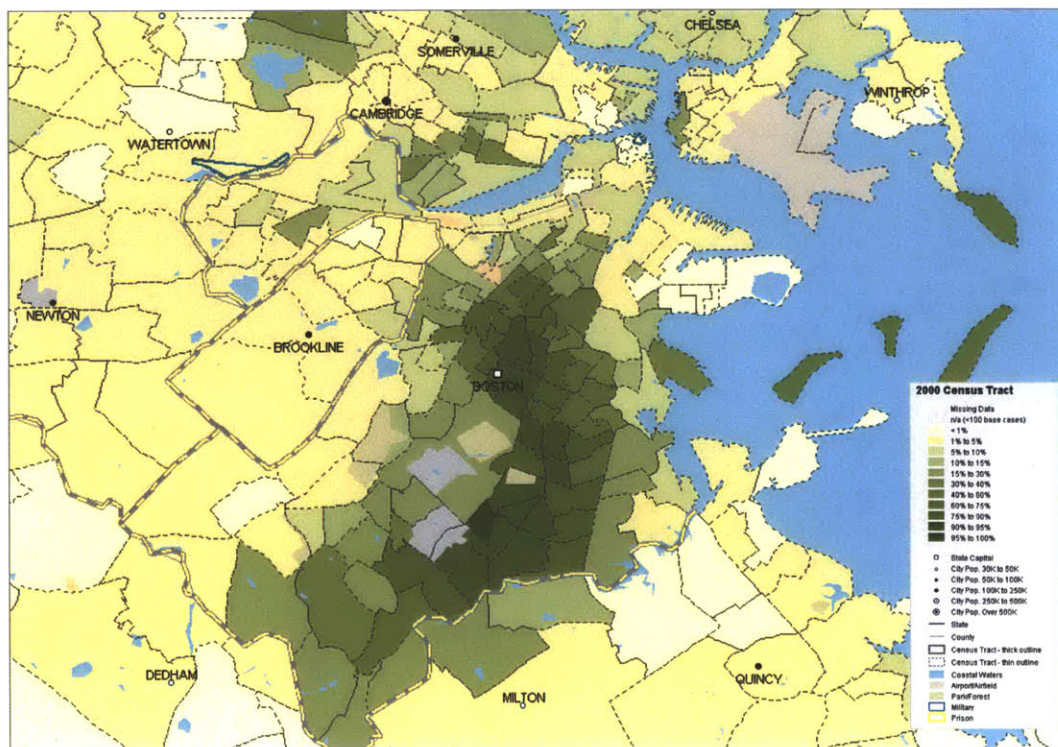 CHELSEA
SOMERVILLE
WINTHROP
CAMBRIDGE
WATERTOWN
NEWTON
BROOKLINE
BOSTON
DEDHAM
MILTON
QUINCY
2000 Census Tract
Missing Data
n/a (<100 base cases)
< 1%
1% to 5%
5% to 10%
10% to 15%
15% to 30%
30% to 40%
40% to 60%
60% to 75%
75% to 90%
90% to 95%
95% to 100%
State Capital
City Pop. 30K to 50K
City Pop. 50K to 100K
City Pop. 100K to 250K
City Pop. 250K to 500K
City Pop. Over 500K
State
County
Census Tract - thick outline
Census Tract - thin outline
Coastal Waters
Airport/Airfield
Park/Forest
Military
Prison